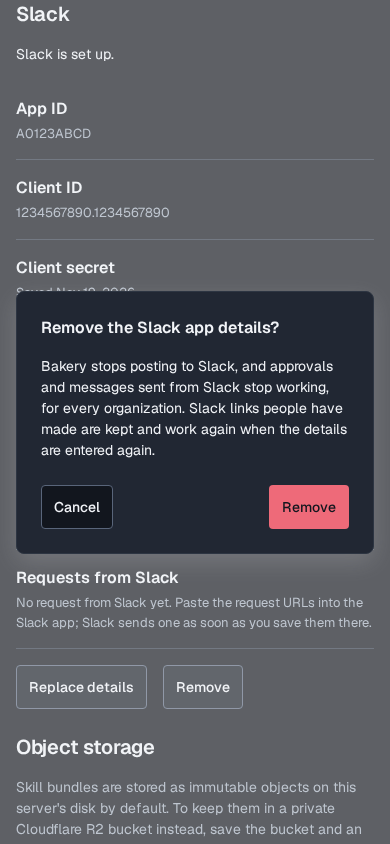 Slack
Slack is set up.
App ID
A0123ABCD
Client ID
1234567890.1234567890
Client secret
Saved Nov 12, 2026
Remove the Slack app details?
Bakery stops posting to Slack, and approvals
and messages sent from Slack stop working,
for every organization. Slack links people have
made are kept and work again when the details
are entered again.
Cancel
Remove
Requests from Slack
No request from Slack yet. Paste the request URLs into the
Slack app; Slack sends one as soon as you save them there.
Replace details
Remove
Object storage
Skill bundles are stored as immutable objects on this
server's disk by default. To keep them in a private
Cloudflare R2 bucket instead, save the bucket and an